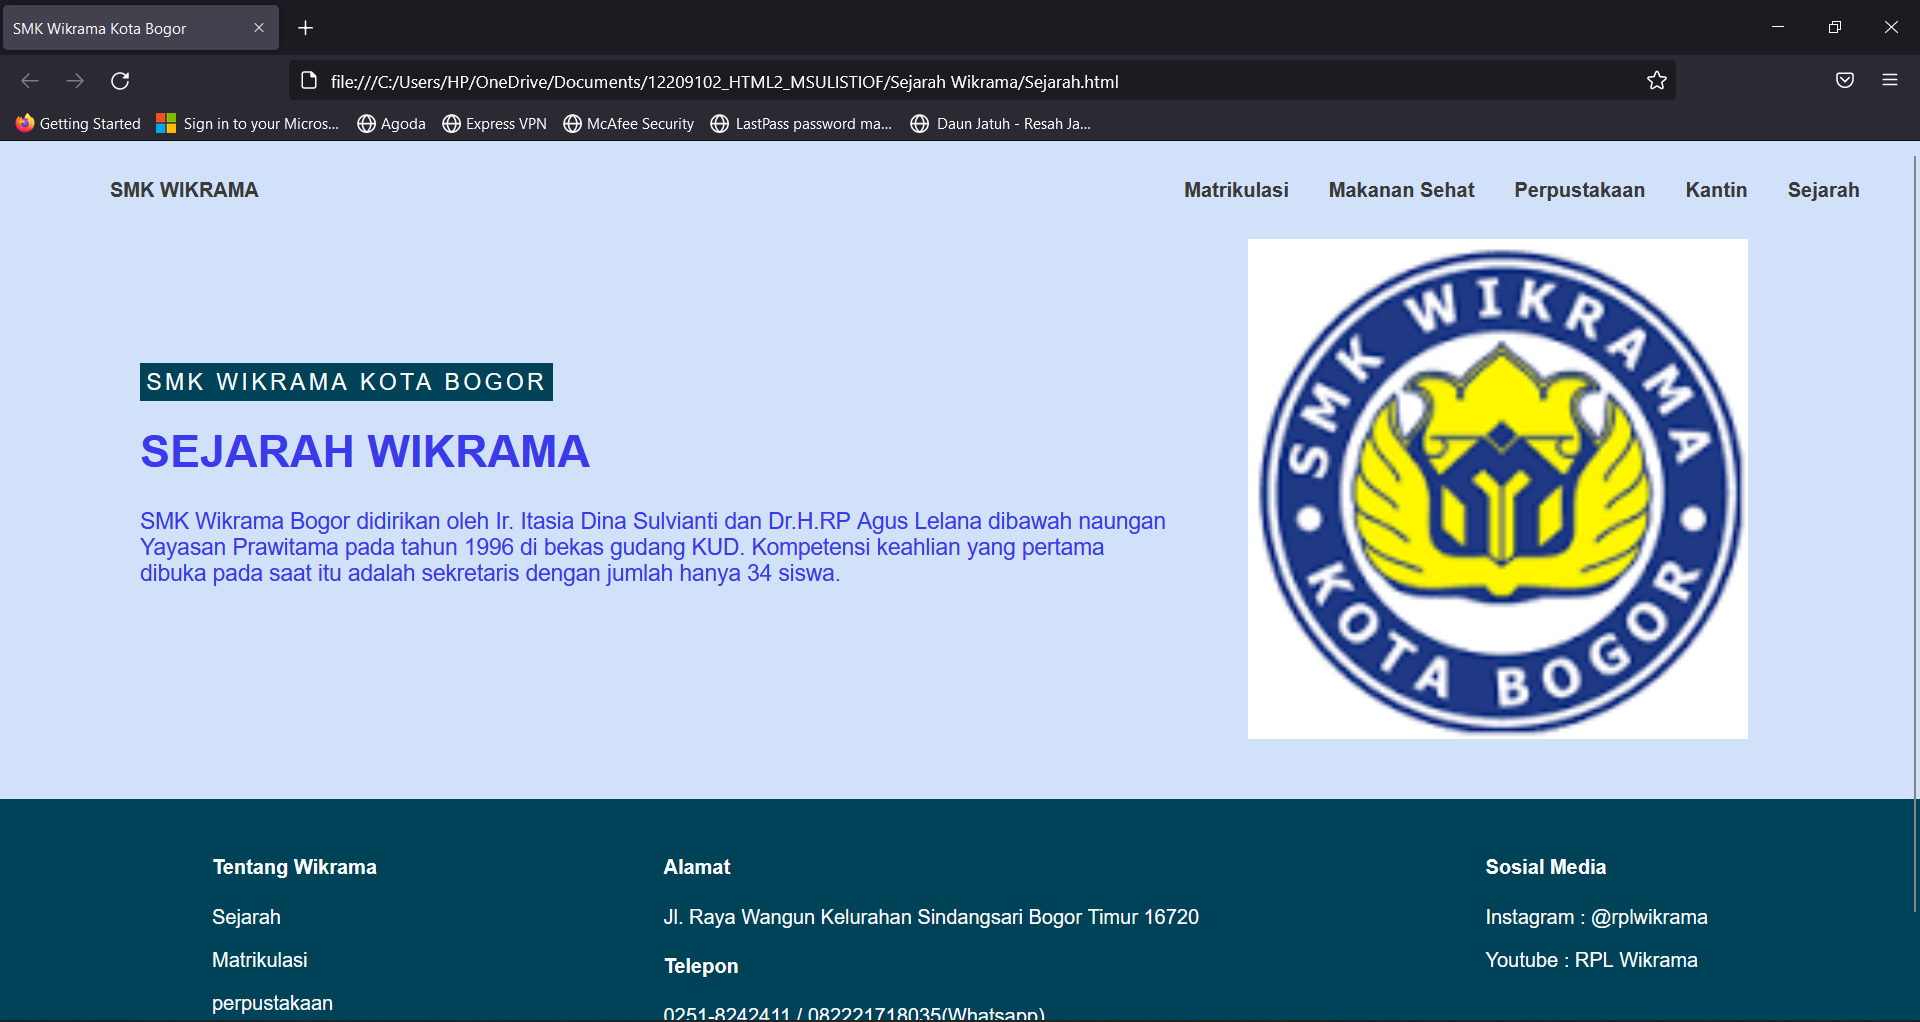 SMK Wikrama Kota Bogor
file:///C:/Users/HP/OneDrive/Documents/12209102_HTML2_MSULISTIOF/Sejarah Wikrama/Sejarah.html
Getting Started Sign in to your Micros... Agoda Express VPN McAfee Security LastPass password ma... Daun Jatuh - Resah Ja...
SMK WIKRAMA Matrikulasi Makanan Sehat Perpustakaan Kantin Sejarah
SMK WIKRAMA KOTA BOGOR
SEJARAH WIKRAMA
SMK Wikrama Bogor didirikan oleh Ir. Itasia Dina Sulvianti dan Dr.H.RP Agus Lelana dibawah naungan
Yayasan Prawitama pada tahun 1996 di bekas gudang KUD. Kompetensi keahlian yang pertama
dibuka pada saat itu adalah sekretaris dengan jumlah hanya 34 siswa.
SMK WIKRAMA
KOTA BOGOR
Tentang Wikrama
Sejarah
Matrikulasi
perpustakaan
Alamat
Jl. Raya Wangun Kelurahan Sindangsari Bogor Timur 16720
Telepon
0251-8242411 / 082221718035(Whatsapp)
Sosial Media
Instagram : @rplwikrama
Youtube : RPL Wikrama